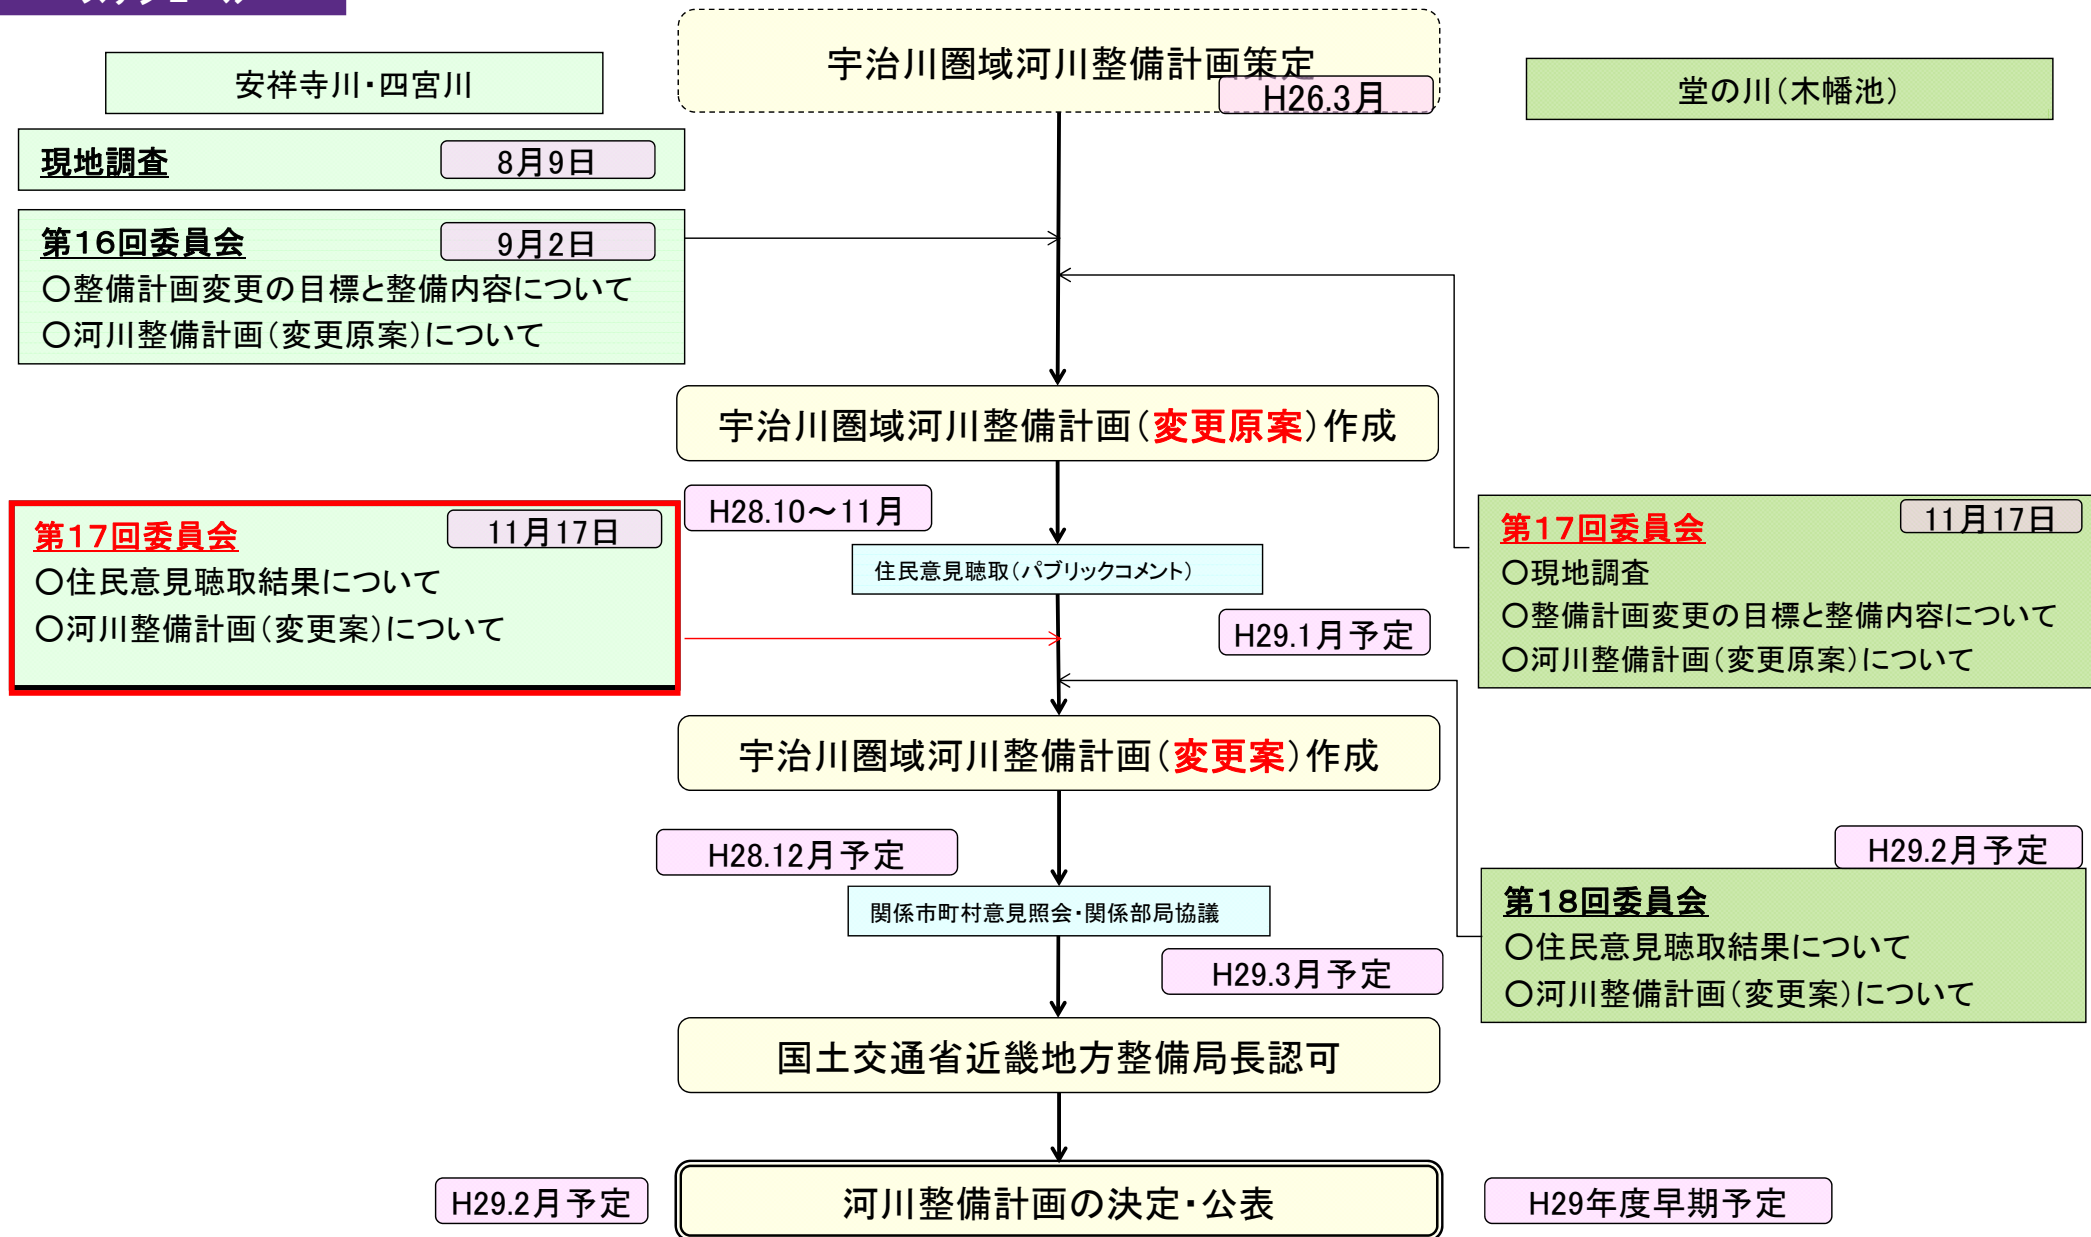 スケジュール
宇治川圏域河川整備計画策定
H26.3月
安祥寺川・四宮川
堂の川（木幡池）
現地調査
8月9日
第16回委員会
9月2日
〇整備計画変更の目標と整備内容について
〇河川整備計画（変更原案）について
宇治川圏域河川整備計画（変更原案）作成
H28.10～11月
第17回委員会
11月17日
〇住民意見聴取結果について
〇河川整備計画（変更案）について
住民意見聴取（パブリックコメント）
H29.1月予定
第17回委員会
11月17日
〇現地調査
〇整備計画変更の目標と整備内容について
〇河川整備計画（変更原案）について
宇治川圏域河川整備計画（変更案）作成
H28.12月予定
関係市町村意見照会・関係部局協議
H29.3月予定
H29.2月予定
第18回委員会
〇住民意見聴取結果について
〇河川整備計画（変更案）について
国土交通省近畿地方整備局長認可
H29.2月予定
河川整備計画の決定・公表
H29年度早期予定